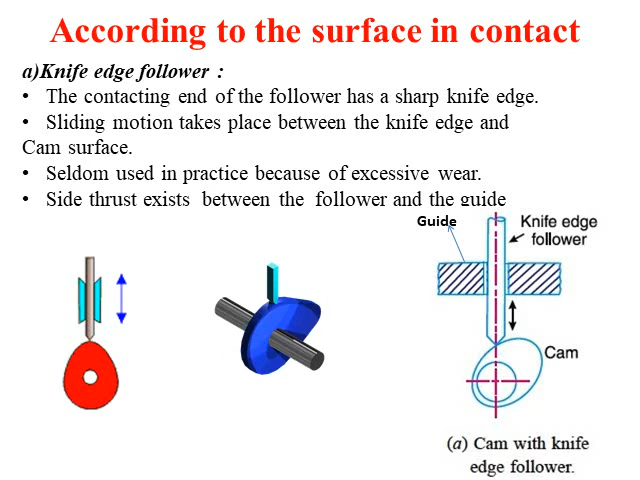 According to the surface in contact
a)Knife edge follower :
• The contacting end of the follower has a sharp knife edge.
• Sliding motion takes place between the knife edge and
Cam surface.
• Seldom used in practice because of excessive wear.
• Side thrust exists between the follower and the guide
Guide
Knife edge
follower
Cam
(a) Cam with knife
edge follower.